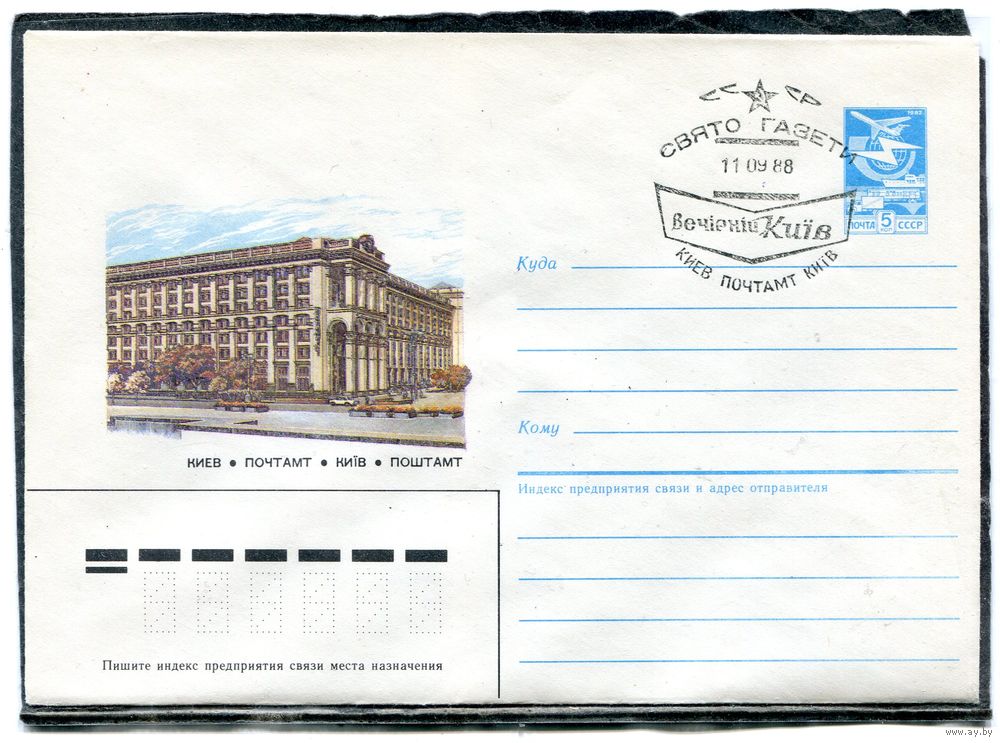 СССР
СВЯТО ГАЗЕТИ
11 09 88
Вечірній Київ
КИЕВ ПОЧТАМТ КИЇВ
1982
ПОЧТА 5 КОП СССР
Куда
Кому
Индекс предприятия связи и адрес отправителя
КИЕВ • ПОЧТАМТ • КИЇВ • ПОШТАМТ
Пишите индекс предприятия связи места назначения
www.ay.by